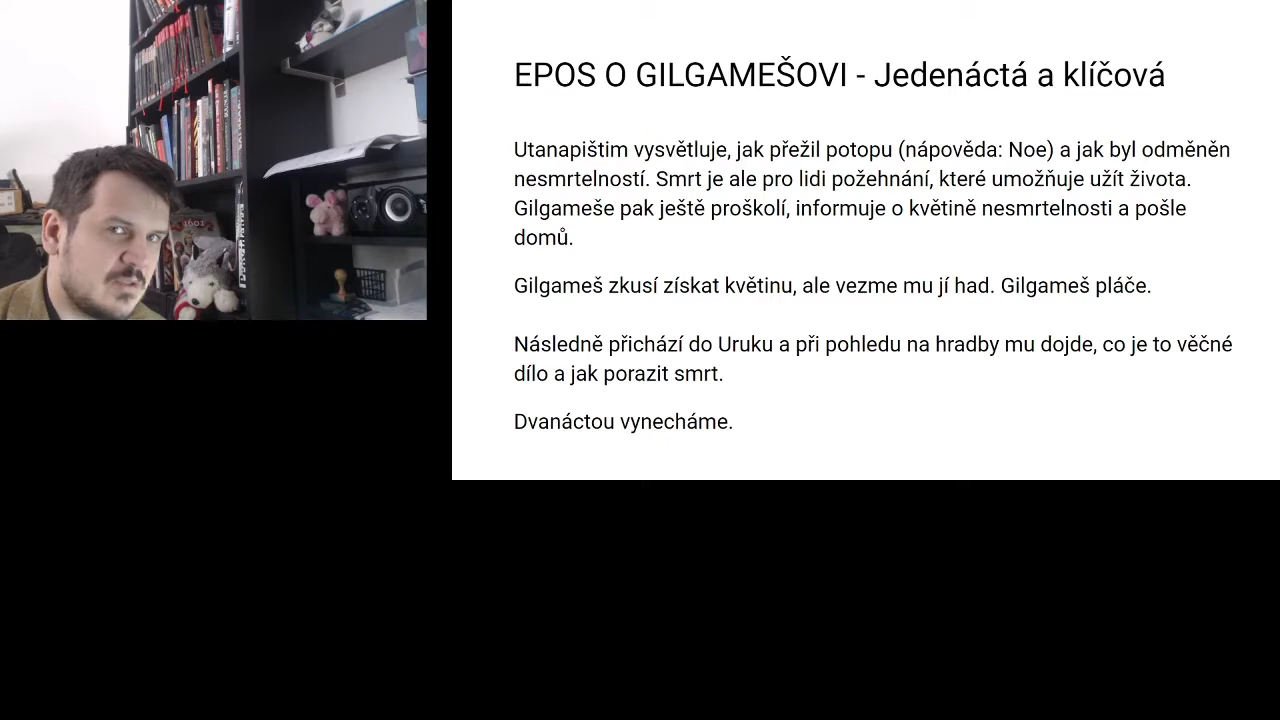 EPOS O GILGAMEŠOVI - Jedenáctá a klíčová
Utanapištim vysvětluje, jak přežil potopu (nápověda: Noe) a jak byl odměněn
nesmrtelností. Smrt je ale pro lidi požehnání, které umožňuje užít života.
Gilgameše pak ještě proškolí, informuje o květině nesmrtelnosti a pošle
domů.
Gilgameš zkusí získat květinu, ale vezme mu jí had. Gilgameš pláče.
Následně přichází do Uruku a při pohledu na hradby mu dojde, co je to věčné
dílo a jak porazit smrt.
Dvanáctou vynecháme.
1602